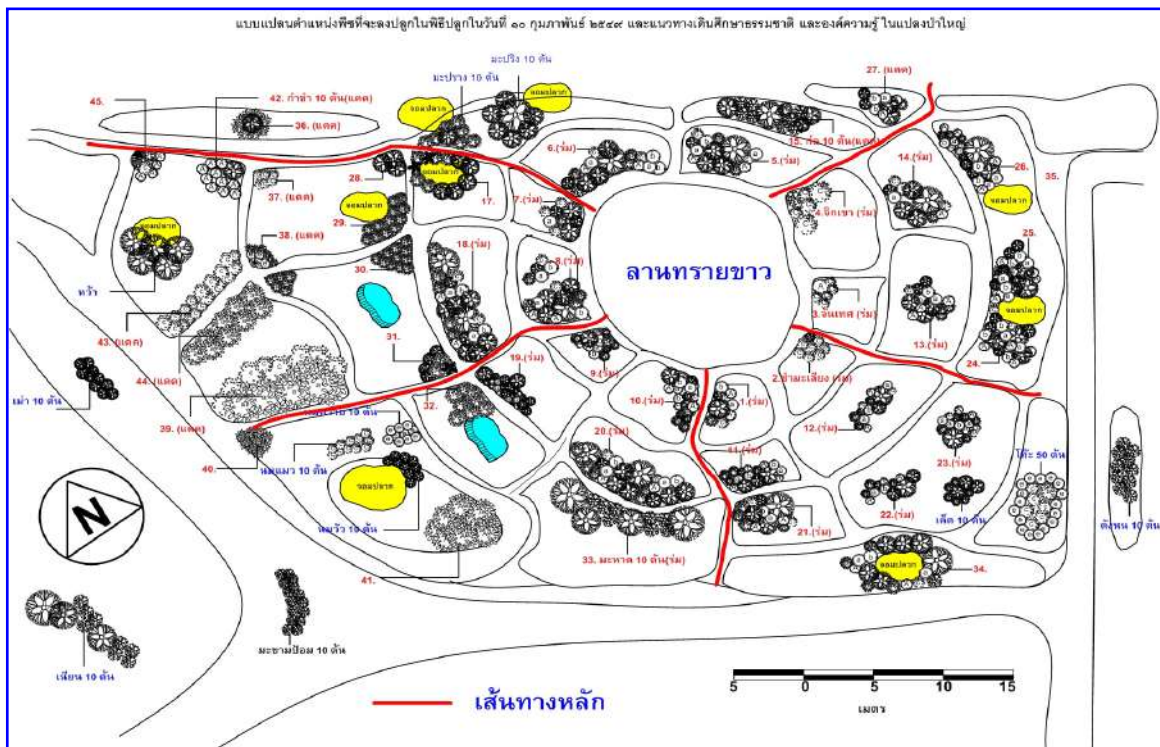 แบบแปลนตำแหน่งพืชที่จะลงปลูกในพิธีปลูกในวันที่ ๑๐ กุมภาพันธ์ ๒๕๔๙ และแนวทางเดินศึกษาธรรมชาติ และองค์ความรู้ ในแปลงป่าใหญ่
มะปริง 10 ต้น
มะปราง 10 ต้น
27. (แดด)
45.
42. กำชำ 10 ต้น(แดด)
จอมปลวก
จอมปลวก
36. (แดด)
15. ก่อ 10 ต้น(แดด)
6.(ร่ม)
5.(ร่ม)
14.(ร่ม)
26.
35.
28.
จอมปลวก
37. (แดด)
17.
7.(ร่ม)
4.จิกเขา (ร่ม)
จอมปลวก
จอมปลวก
29.
จอมปลวก
38. (แดด)
18.(ร่ม)
25.
หว้า
30.
8.(ร่ม)
ลานทรายขาว
3.จันเทศ (ร่ม)
จอมปลวก
31.
43. (แดด)
13.(ร่ม)
19.(ร่ม)
24.
44. (แดด)
9.(ร่ม)
2.ชำมะเลียง (ร่ม)
เม่า 10 ต้น
32.
10.(ร่ม)
1.(ร่ม)
39. (แดด)
12.(ร่ม)
20.(ร่ม)
40.
นมแมว 10 ต้น
11.(ร่ม)
23.(ร่ม)
โต๊ะ 50 ต้น
จอมปลวก
นมวัว 10 ต้น
22.(ร่ม)
เล็ด 10 ต้น
ตังหน 10 ต้น
21.(ร่ม)
33. มะหาด 10 ต้น(ร่ม)
N
41.
จอมปลวก
34.
มะขามป้อม 10 ต้น
เนียน 10 ต้น
5 0 5 10 15
เส้นทางหลัก
เมตร